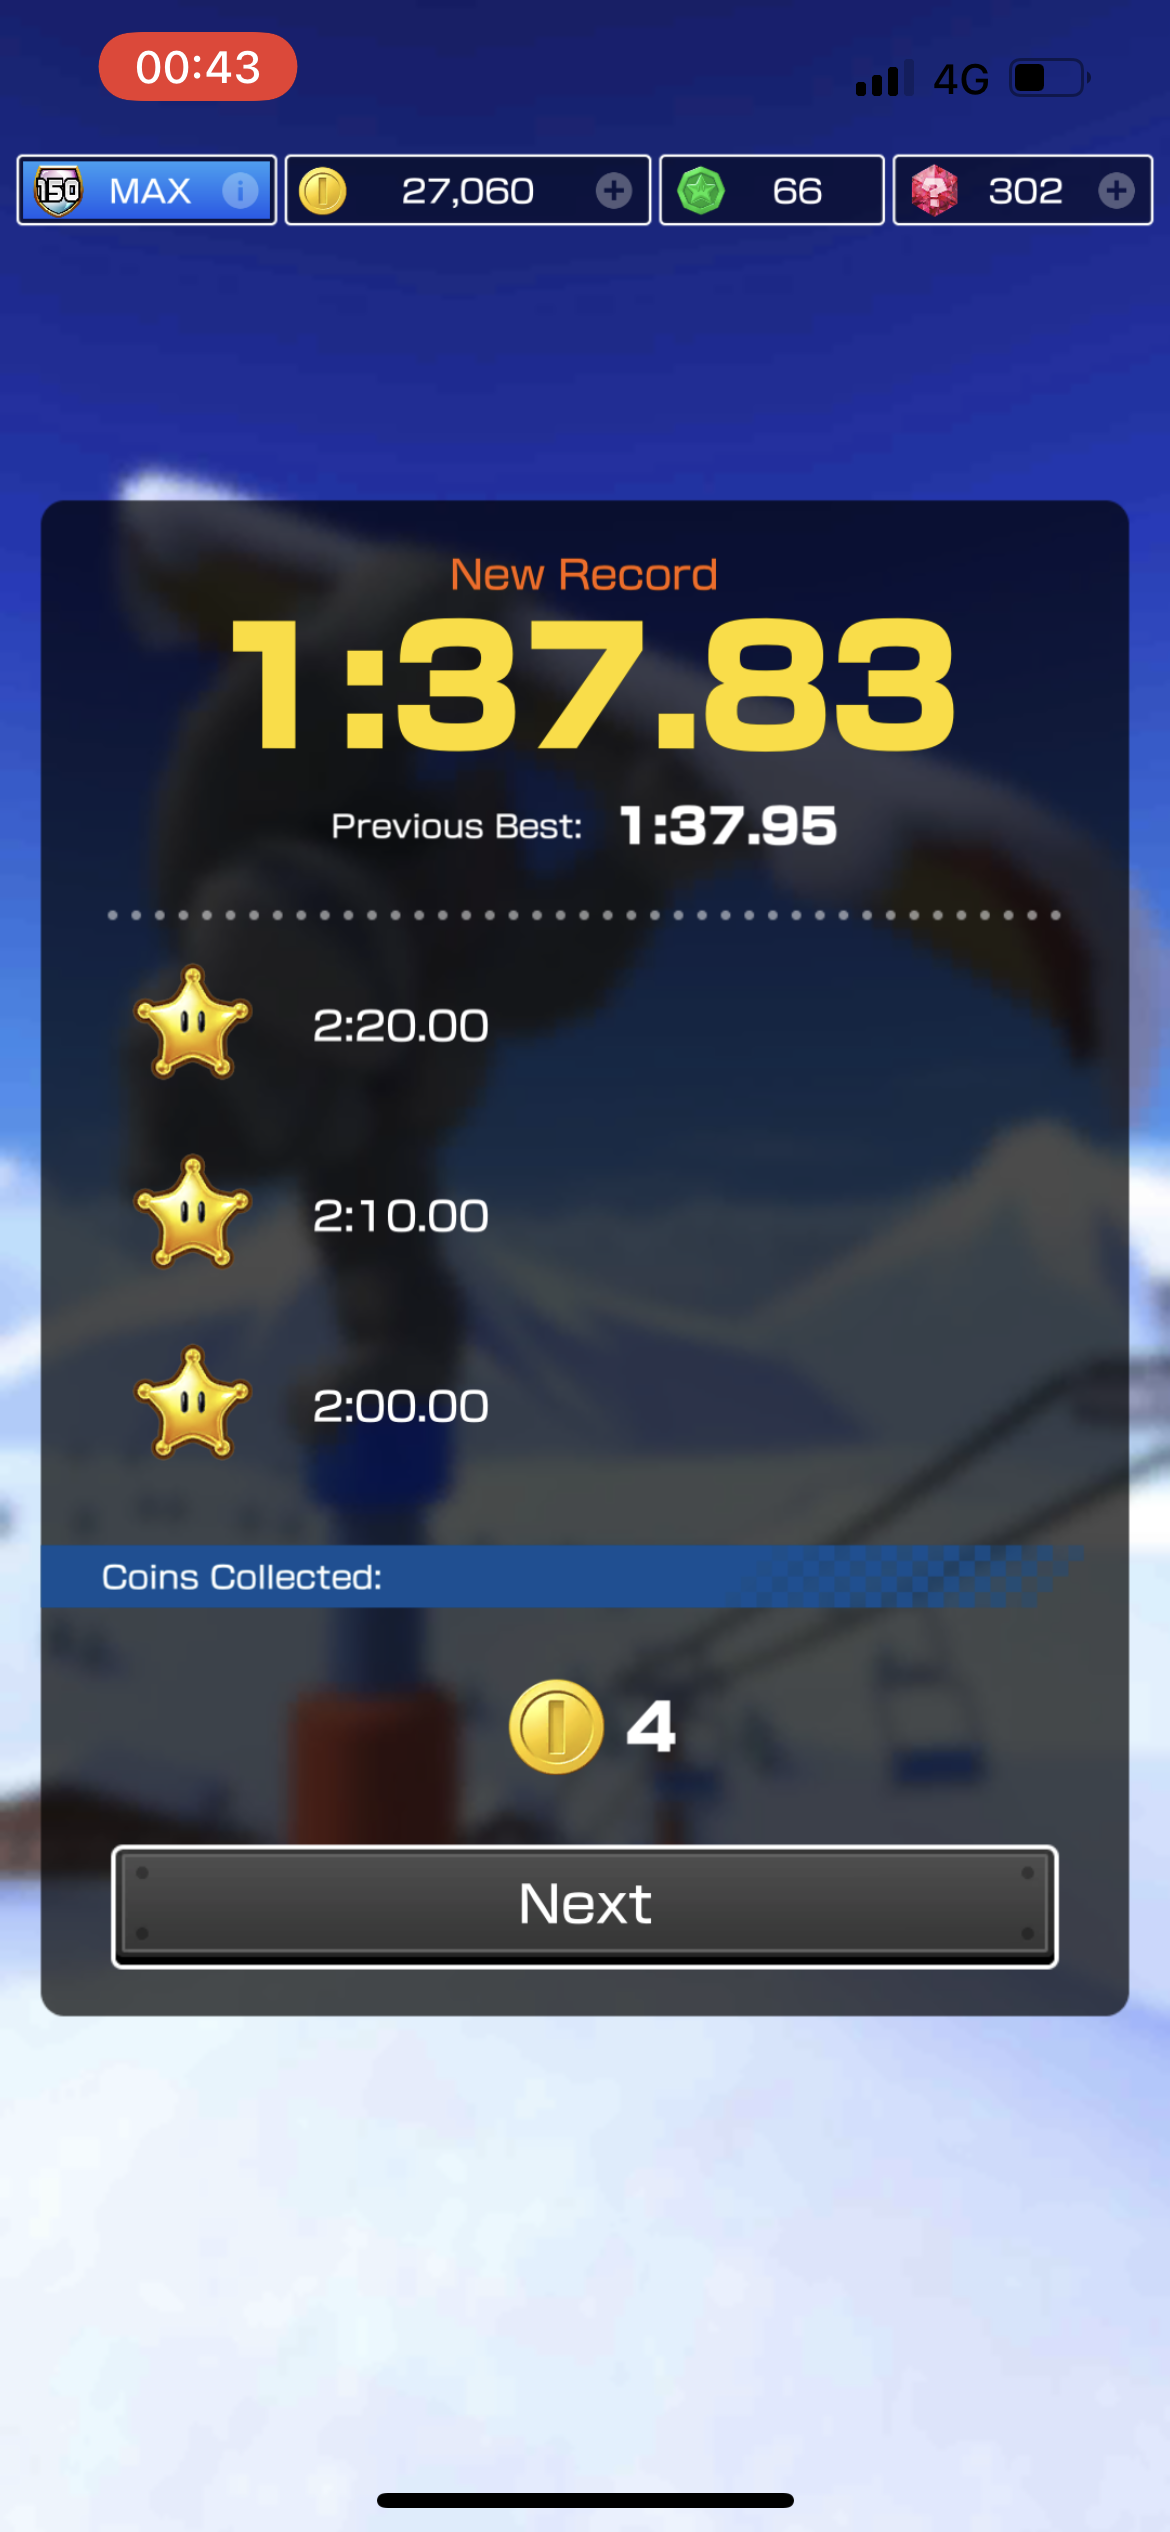 00:43 4G
150 MAX i 27,060 + 66 ? 302 +
New Record
1:37.83
Previous Best: 1:37.95
2:20.00
2:10.00
2:00.00
Coins Collected:
4
Next